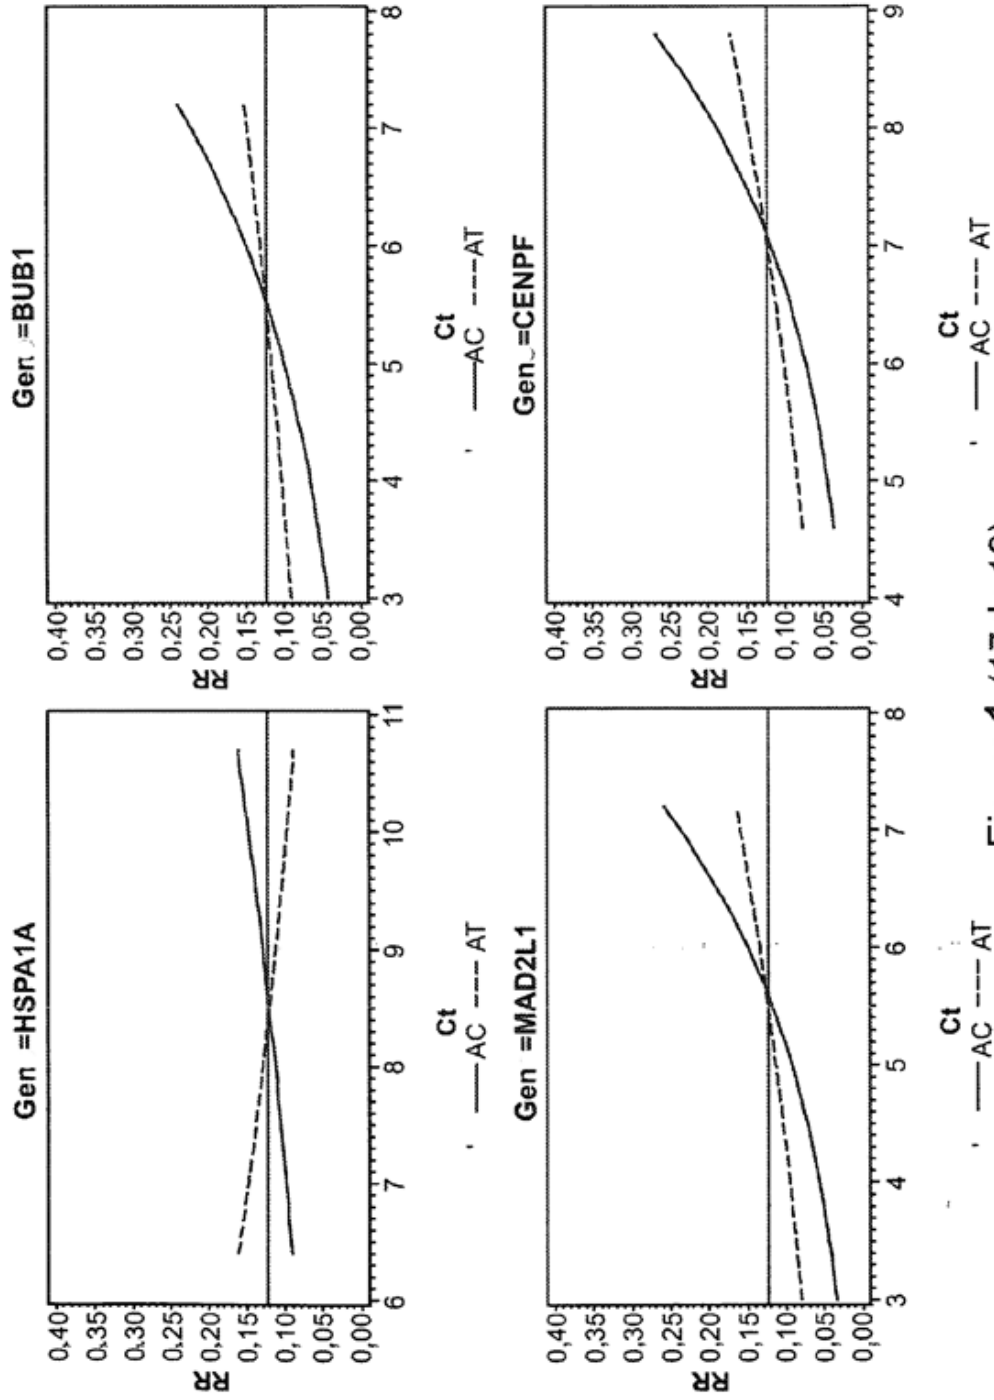 Gen =HSPA1A
RR
0,40
0,35
0,30
0,25
0,20
0,15
0,10
0,05
0,00
6 7 8 9 10 11
Ct
AC AT
Gen =BUB1
RR
0,40
0,35
0,30
0,25
0,20
0,15
0,10
0,05
0,00
3 4 5 6 7 8
Ct
AC AT
Gen =MAD2L1
RR
0,40
0,35
0,30
0,25
0,20
0,15
0,10
0,05
0,00
3 4 5 6 7 8
Ct
AC AT
Gen =CENPF
RR
0,40
0,35
0,30
0,25
0,20
0,15
0,10
0,05
0,00
4 5 6 7 8 9
Ct
AC AT